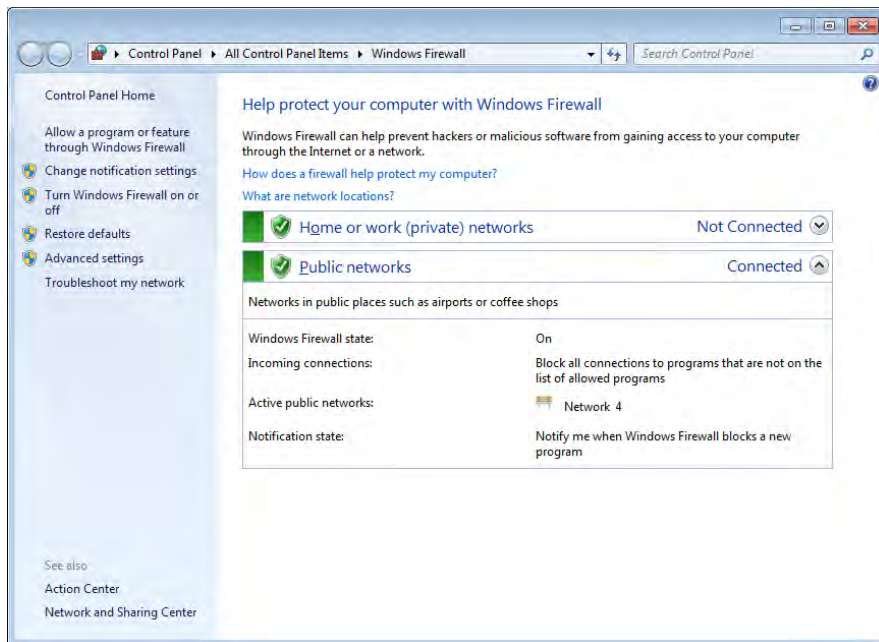 Control Panel ▸ All Control Panel Items ▸ Windows Firewall
Search Control Panel
Control Panel Home
Allow a program or feature
through Windows Firewall
Change notification settings
Turn Windows Firewall on or
off
Restore defaults
Advanced settings
Troubleshoot my network
See also
Action Center
Network and Sharing Center
Help protect your computer with Windows Firewall
Windows Firewall can help prevent hackers or malicious software from gaining access to your computer
through the Internet or a network.
How does a firewall help protect my computer?
What are network locations?
Home or work (private) networks Not Connected
Public networks Connected
Networks in public places such as airports or coffee shops
Windows Firewall state: On
Incoming connections: Block all connections to programs that are not on the
list of allowed programs
Active public networks: Network 4
Notification state: Notify me when Windows Firewall blocks a new
program